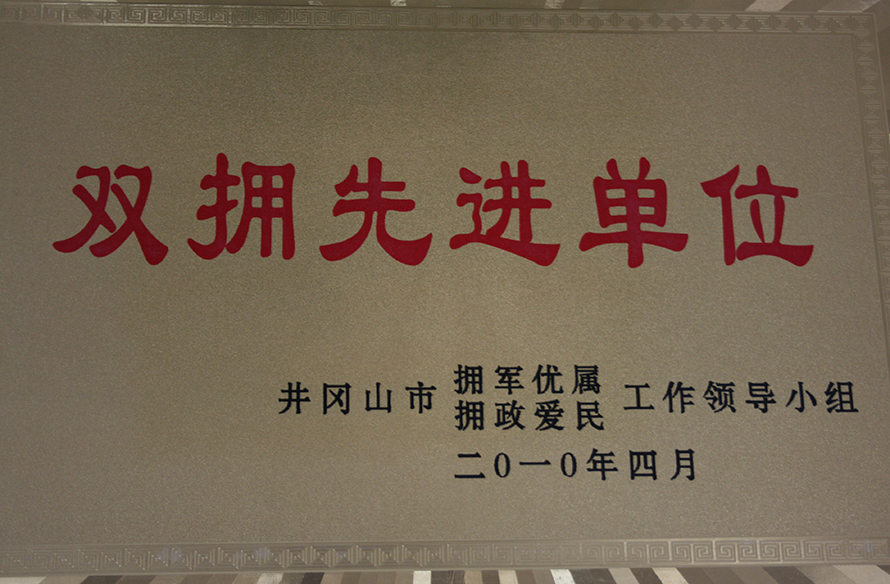 双拥先进单位
井冈山市 拥军优属 工作领导小组
拥政爱民
二0一0年四月